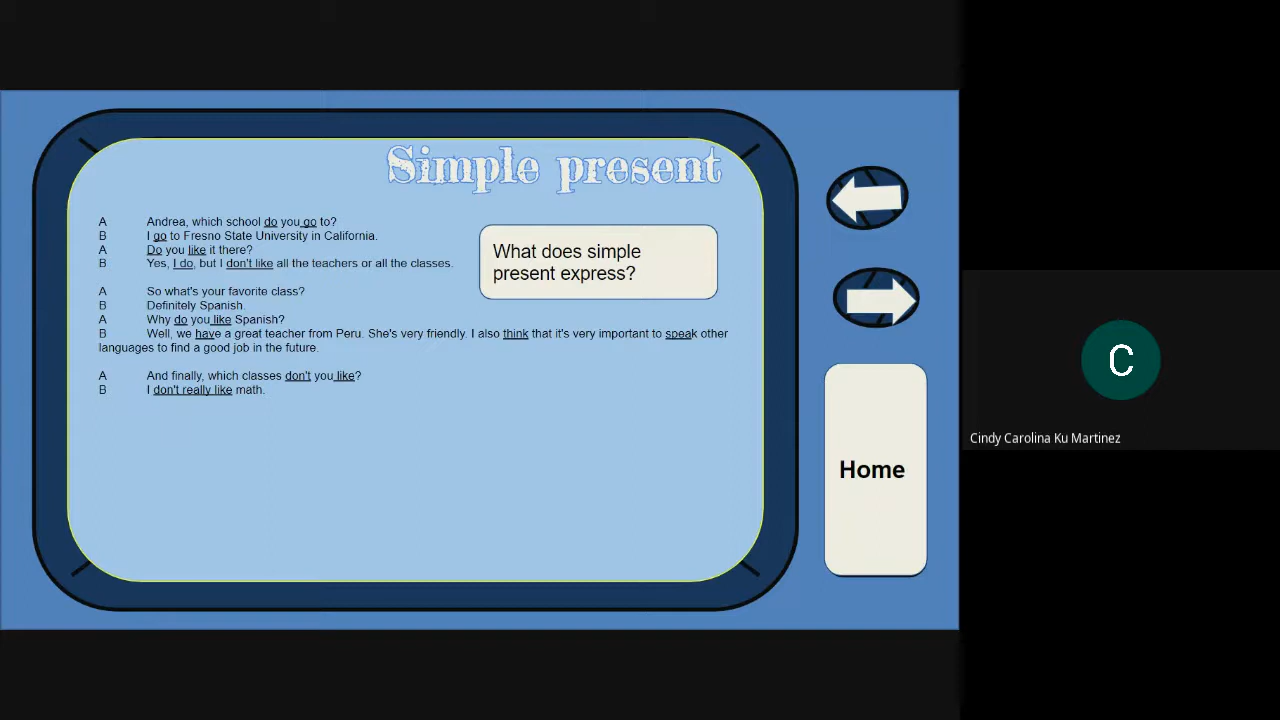 Simple present
A Andrea, which school do you go to?
B I go to Fresno State University in California.
A Do you like it there?
B Yes, I do, but I don't like all the teachers or all the classes.
What does simple
present express?
A So what's your favorite class?
B Definitely Spanish.
A Why do you like Spanish?
B Well, we have a great teacher from Peru. She's very friendly. I also think that it's very important to speak other
languages to find a good job in the future.
A And finally, which classes don't you like?
B I don't really like math.
Home
C
Cindy Carolina Ku Martinez